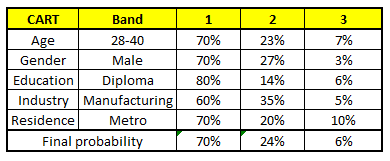 CART Band 1 2 3
Age 28-40 70% 23% 7%
Gender Male 70% 27% 3%
Education Diploma 80% 14% 6%
Industry Manufacturing 60% 35% 5%
Residence Metro 70% 20% 10%
Final probability 70% 24% 6%